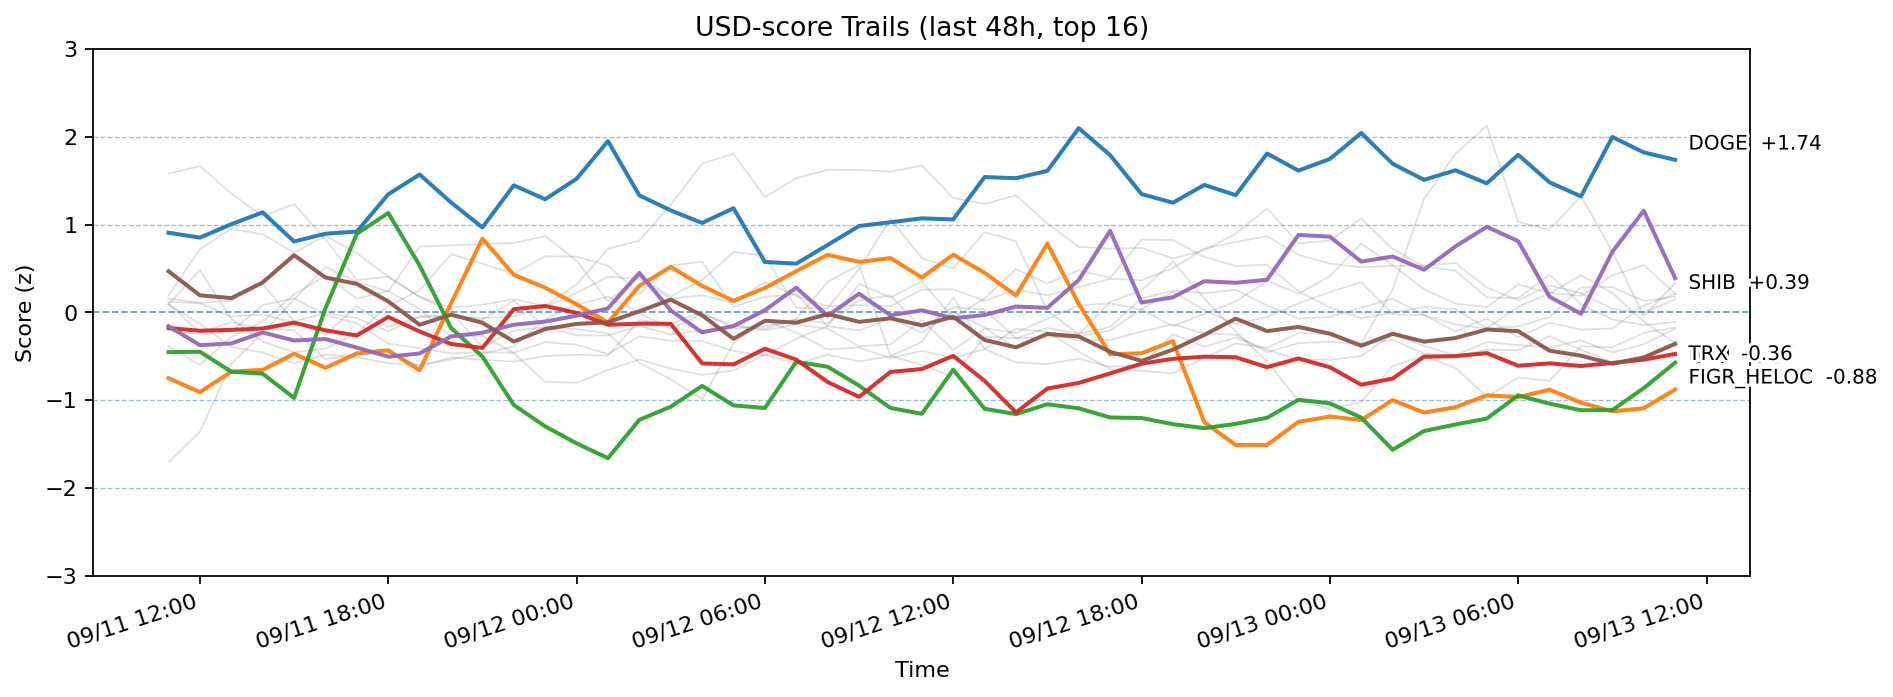 USD-score Trails (last 48h, top 16)
Score (z)
3
2
1
0
−1
−2
−3
DOGE +1.74
SHIB +0.39
TRX -0.36
FIGR_HELOC -0.88
09/11 12:00
09/11 18:00
09/12 00:00
09/12 06:00
09/12 12:00
09/12 18:00
09/13 00:00
09/13 06:00
09/13 12:00
Time